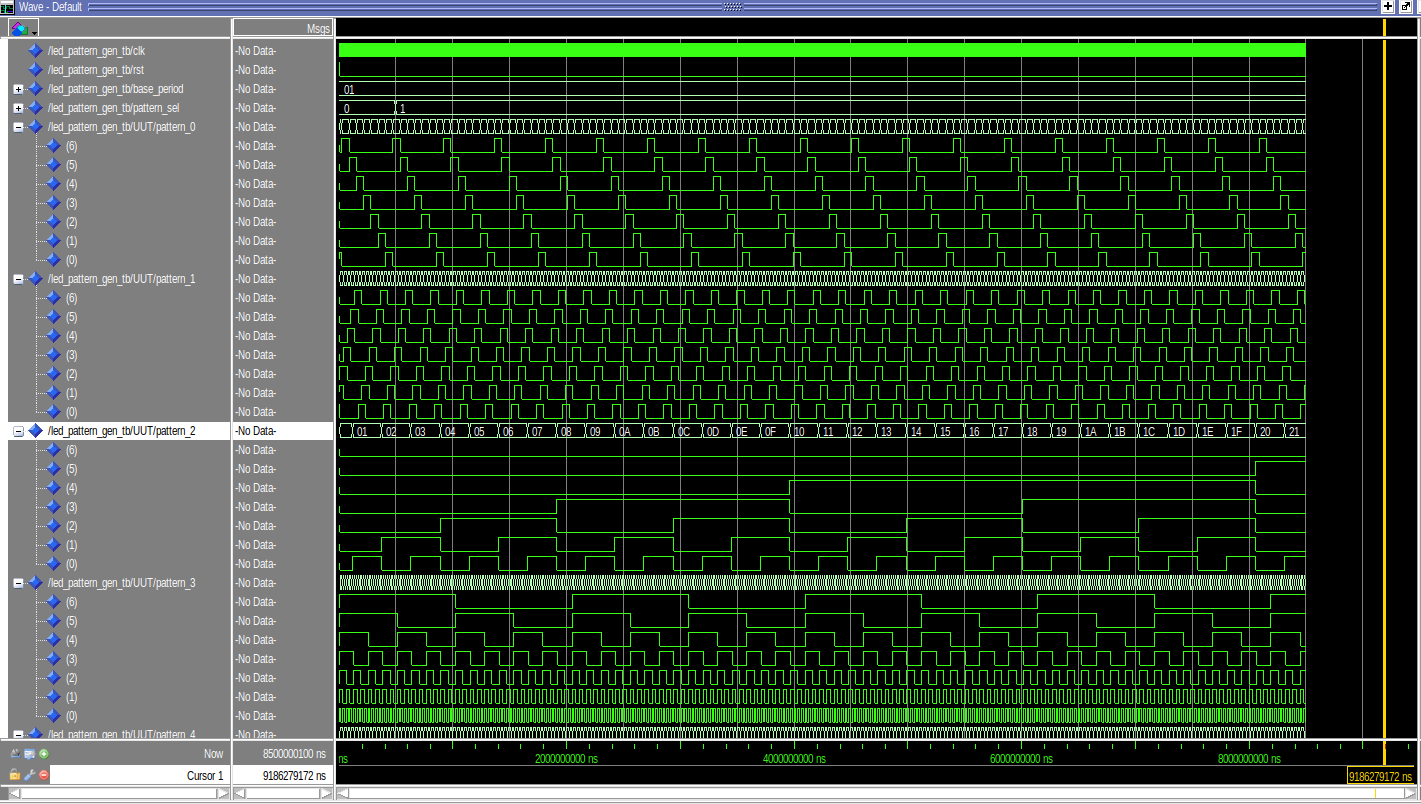 Wave - Default
Msgs
/led_pattern_gen_tb/clk -No Data-
/led_pattern_gen_tb/rst -No Data-
/led_pattern_gen_tb/base_period -No Data- 01
/led_pattern_gen_tb/pattern_sel -No Data- 0 1
/led_pattern_gen_tb/UUT/pattern_0 -No Data-
(6) -No Data-
(5) -No Data-
(4) -No Data-
(3) -No Data-
(2) -No Data-
(1) -No Data-
(0) -No Data-
/led_pattern_gen_tb/UUT/pattern_1 -No Data-
(6) -No Data-
(5) -No Data-
(4) -No Data-
(3) -No Data-
(2) -No Data-
(1) -No Data-
(0) -No Data-
/led_pattern_gen_tb/UUT/pattern_2 -No Data- 01 02 03 04 05 06 07 08 09 0A 0B 0C 0D 0E 0F 10 11 12 13 14 15 16 17 18 19 1A 1B 1C 1D 1E 1F 20 21
(6) -No Data-
(5) -No Data-
(4) -No Data-
(3) -No Data-
(2) -No Data-
(1) -No Data-
(0) -No Data-
/led_pattern_gen_tb/UUT/pattern_3 -No Data-
(6) -No Data-
(5) -No Data-
(4) -No Data-
(3) -No Data-
(2) -No Data-
(1) -No Data-
(0) -No Data-
/led_pattern_gen_tb/UUT/pattern_4 -No Data-
Now 8500000100 ns ns 2000000000 ns 4000000000 ns 6000000000 ns 8000000000 ns
Cursor 1 9186279172 ns 9186279172 ns